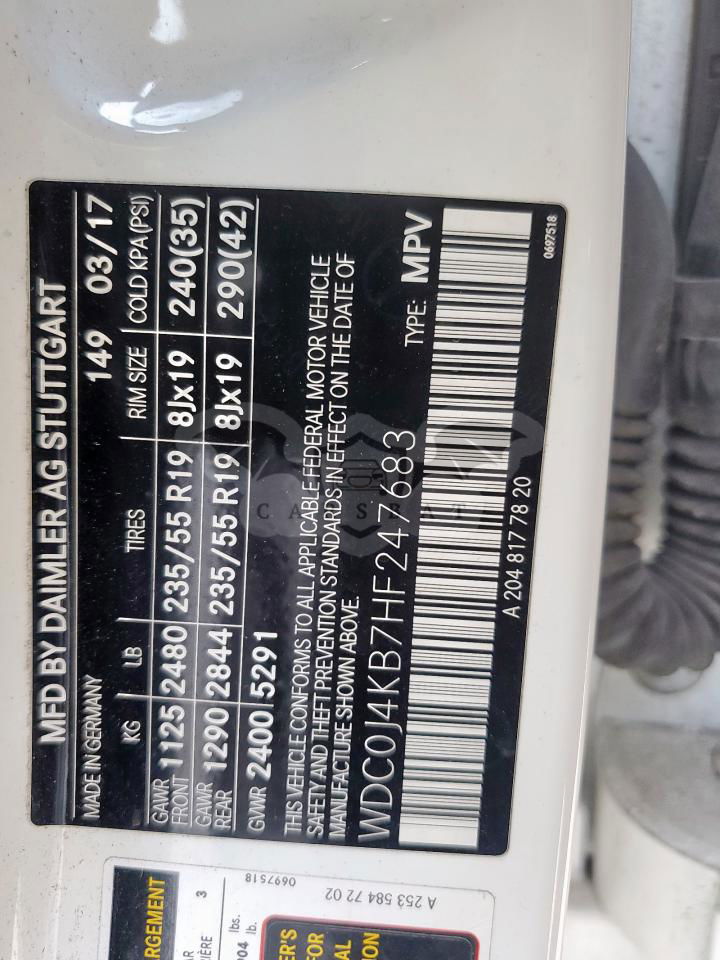 MFD BY DAIMLER AG STUTTGART
MADE IN GERMANY 149 03/17
KG LB TIRES RIM SIZE COLD KPA(PSI)
GAWR FRONT 1125 2480 235/55 R19 8Jx19 240(35)
GAWR REAR 1290 2844 235/55 R19 8Jx19 290(42)
GVWR 2400 5291
THIS VEHICLE CONFORMS TO ALL APPLICABLE FEDERAL MOTOR VEHICLE
SAFETY AND THEFT PREVENTION STANDARDS IN EFFECT ON THE DATE OF
MANUFACTURE SHOWN ABOVE.
WDC0J4KB7HF247683 TYPE: MPV
A 204 817 78 20
0697518
RGEMENT
3
lbs.
lb.
0697518
A 253 584 72 02